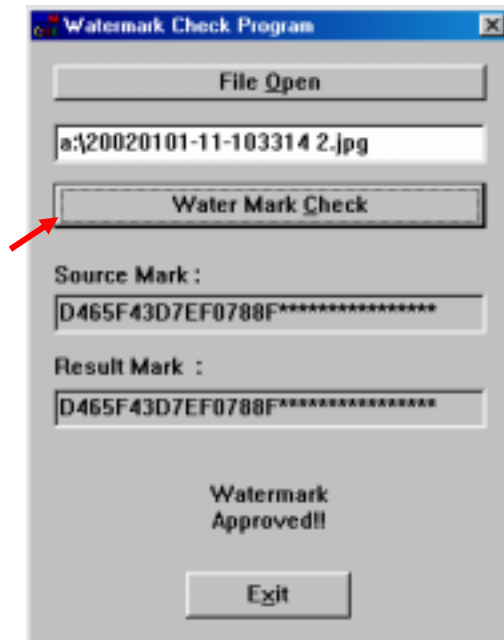 Watermark Check Program
File Open
a:\20020101-11-103314 2.jpg
Water Mark Check
Source Mark :
D465F43D7EF0788F****************
Result Mark :
D465F43D7EF0788F****************
Watermark
Approved!!
Exit